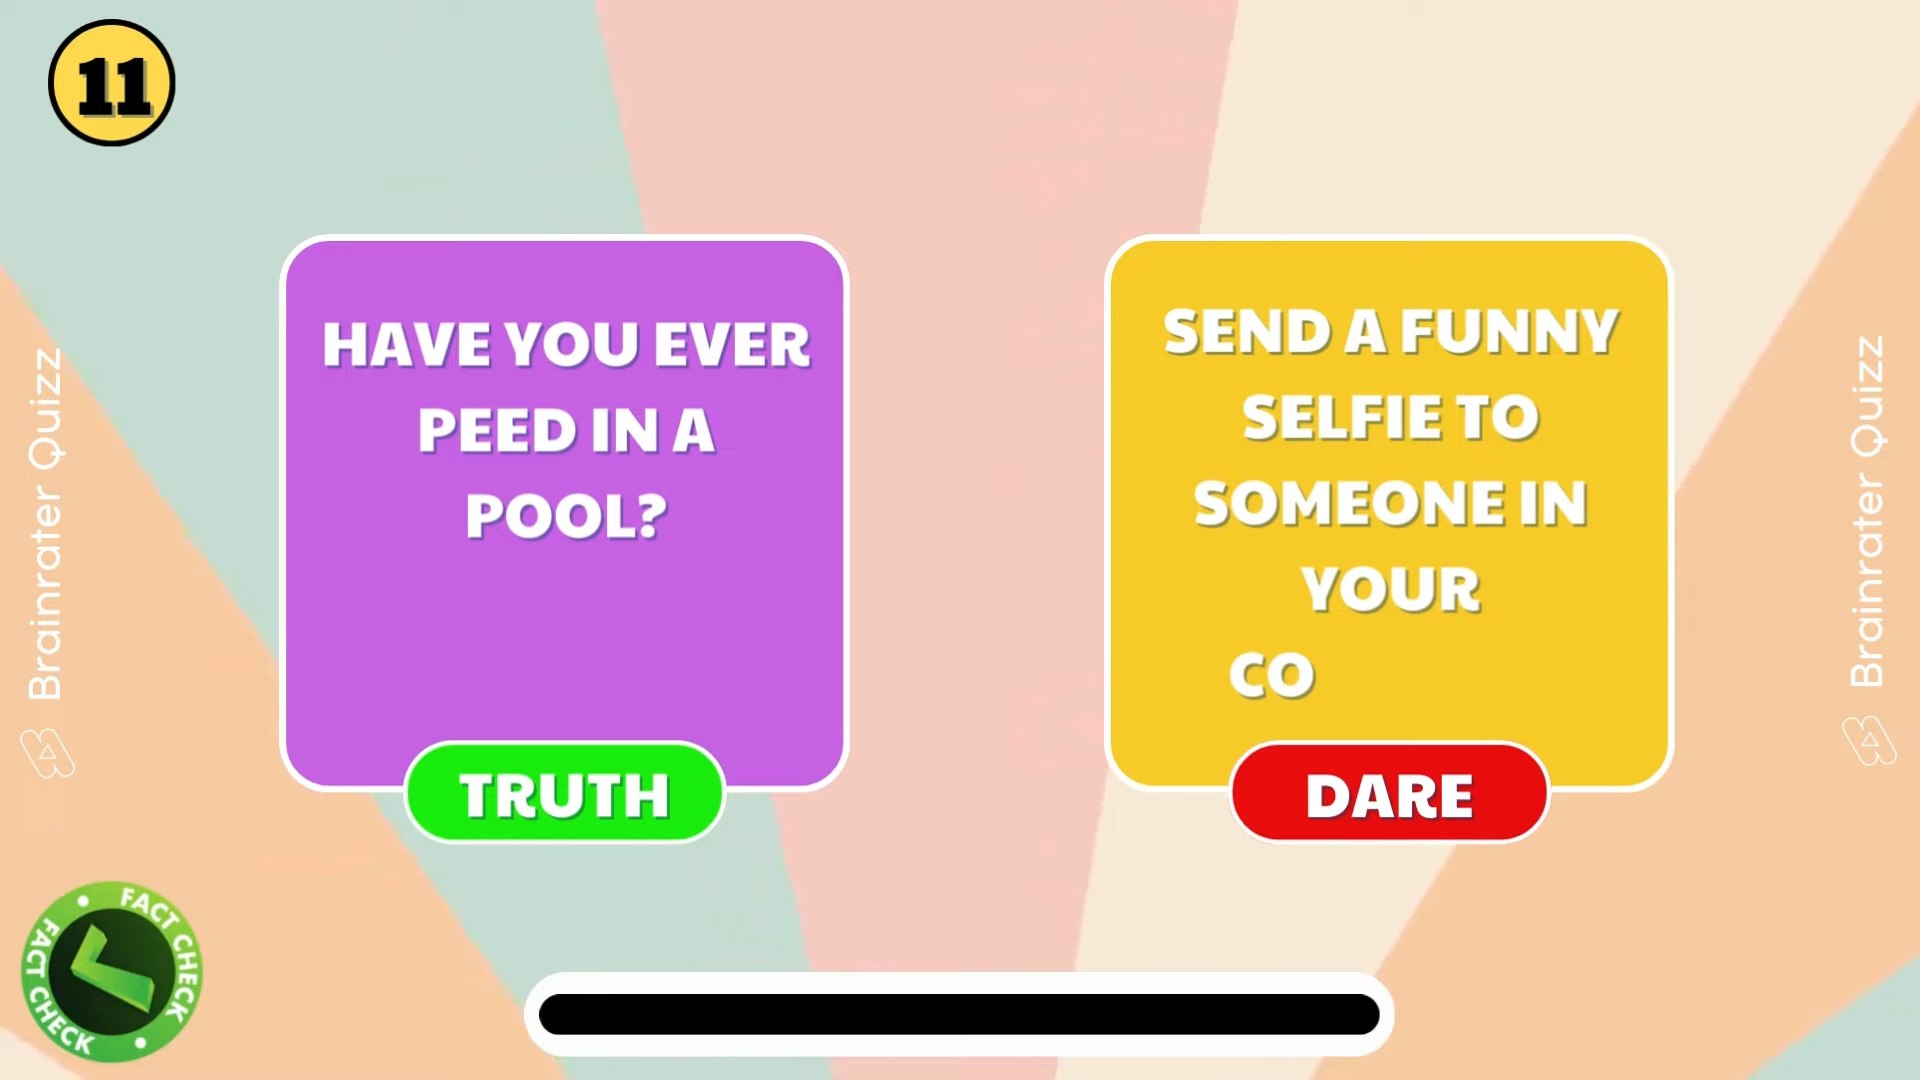 11
HAVE YOU EVER
PEED IN A
POOL?
TRUTH
SEND A FUNNY
SELFIE TO
SOMEONE IN
YOUR
CO
DARE
Brainrater Quizz
Brainrater Quizz
FACT CHECK
FACT CHECK